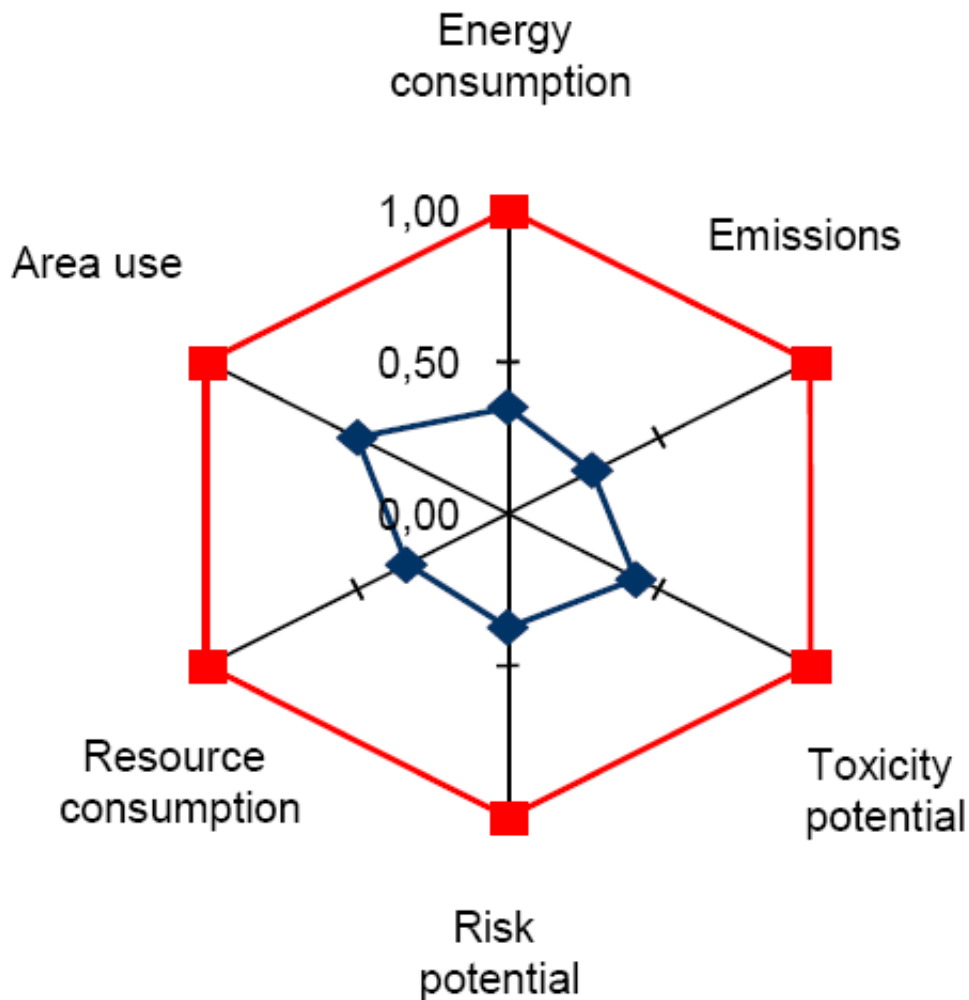 Energy
consumption
1,00
Emissions
Area use
0,50
0,00
Resource
consumption
Toxicity
potential
Risk
potential